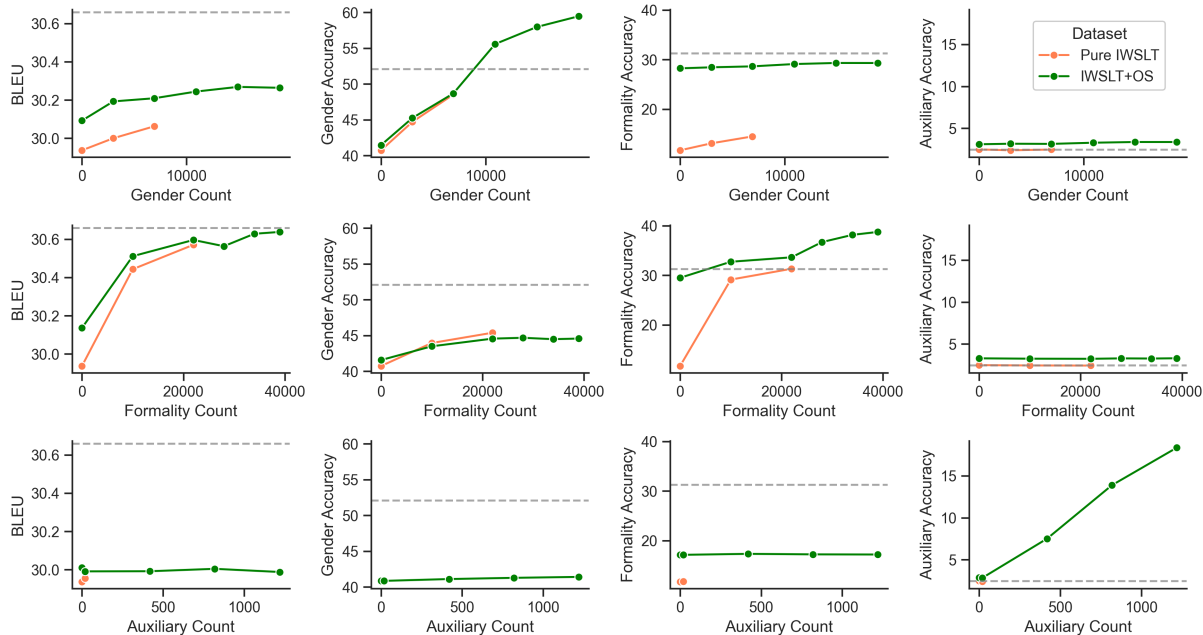 BLEU
30.6
30.4
30.2
30.0
0
10000
Gender Count
Gender Accuracy
60
55
50
45
40
0
10000
Gender Count
Formality Accuracy
40
30
20
0
10000
Gender Count
Auxiliary Accuracy
15
10
5
0
10000
Gender Count
Dataset
Pure IWSLT
IWSLT+OS
BLEU
30.6
30.4
30.2
30.0
0
20000
40000
Formality Count
Gender Accuracy
60
55
50
45
40
0
20000
40000
Formality Count
Formality Accuracy
40
30
20
0
20000
40000
Formality Count
Auxiliary Accuracy
15
10
5
0
20000
40000
Formality Count
BLEU
30.6
30.4
30.2
30.0
0
500
1000
Auxiliary Count
Gender Accuracy
60
55
50
45
40
0
500
1000
Auxiliary Count
Formality Accuracy
40
30
20
0
500
1000
Auxiliary Count
Auxiliary Accuracy
15
10
5
0
500
1000
Auxiliary Count